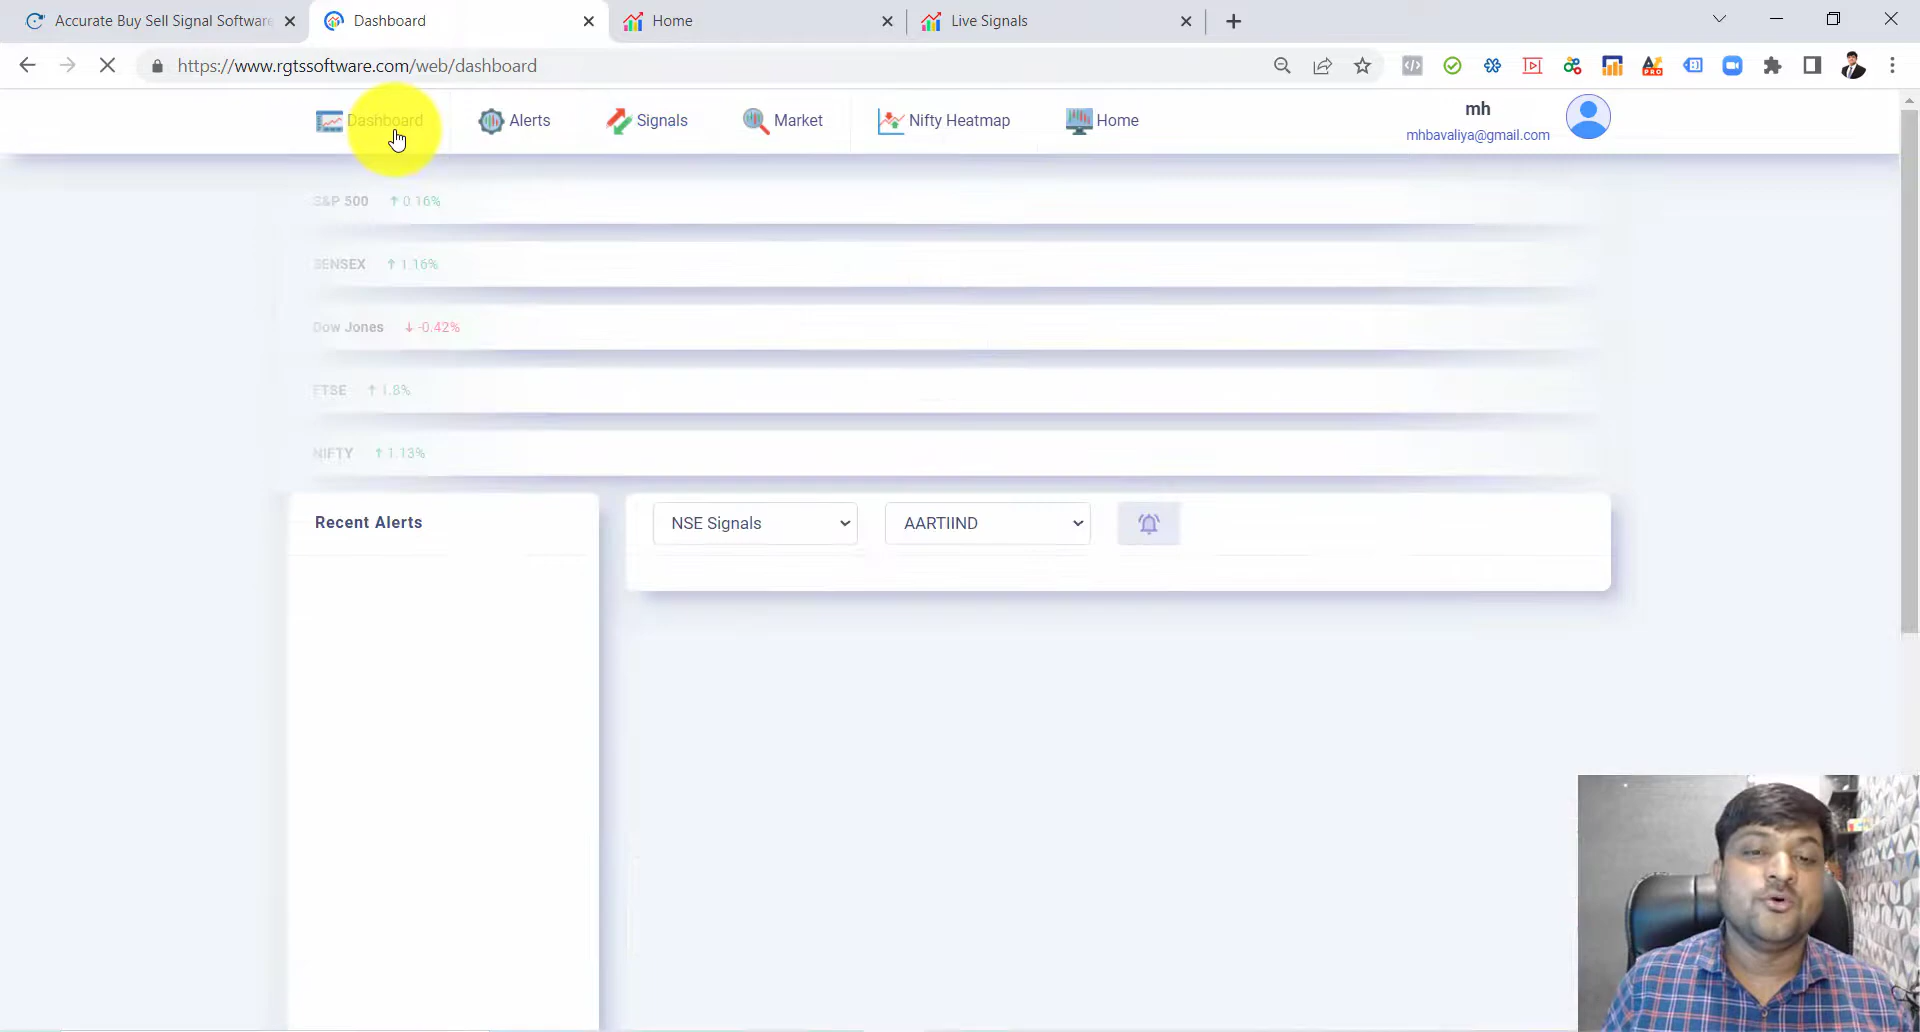 Accurate Buy Sell Signal Software
Dashboard
Home
Live Signals
https://www.rgtssoftware.com/web/dashboard
Dashboard
Alerts
Signals
Market
Nifty Heatmap
Home
mh
mhbavaliya@gmail.com
S&P 500 ↑ 0.16%
SENSEX ↑ 1.16%
Dow Jones ↓ -0.42%
FTSE ↑ 1.8%
NIFTY ↑ 1.13%
Recent Alerts
NSE Signals
AARTIIND